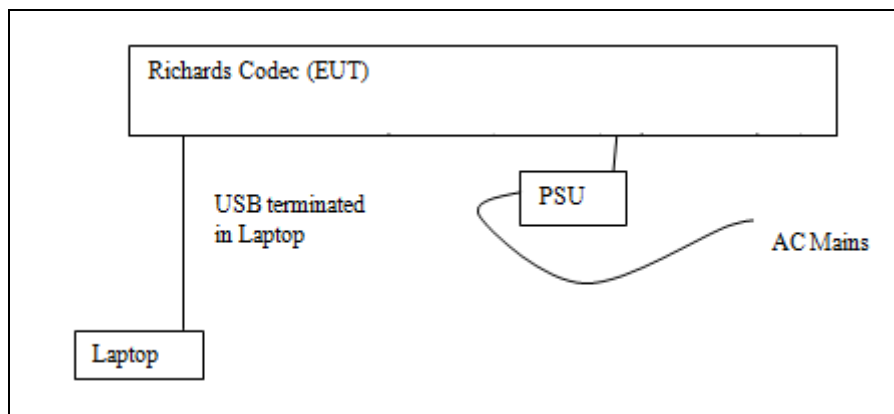 Richards Codec (EUT)
USB terminated
in Laptop
PSU
AC Mains
Laptop